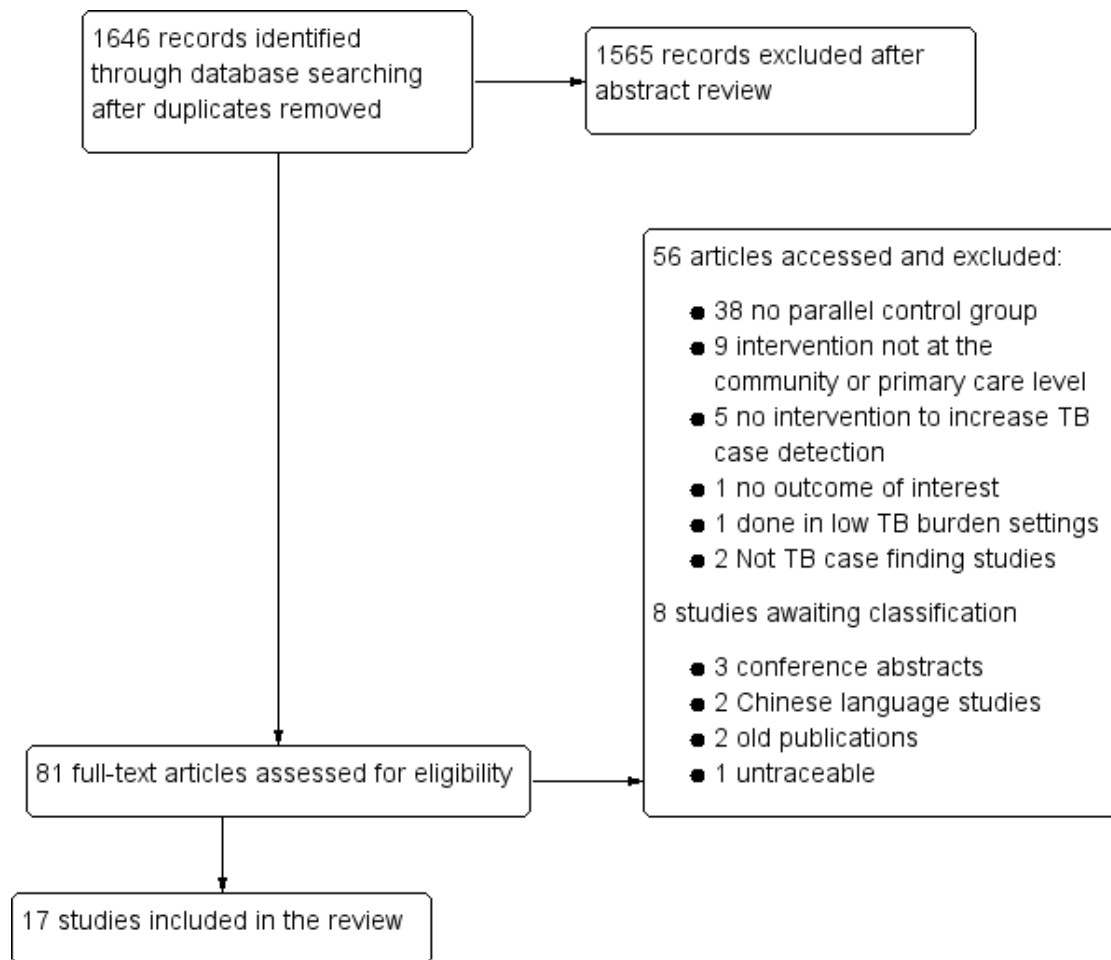 1646 records identified
through database searching
after duplicates removed
1565 records excluded after
abstract review
56 articles accessed and excluded:
● 38 no parallel control group
● 9 intervention not at the
community or primary care level
● 5 no intervention to increase TB
case detection
● 1 no outcome of interest
● 1 done in low TB burden settings
● 2 Not TB case finding studies
8 studies awaiting classification
● 3 conference abstracts
● 2 Chinese language studies
● 2 old publications
● 1 untraceable
81 full-text articles assessed for eligibility
17 studies included in the review